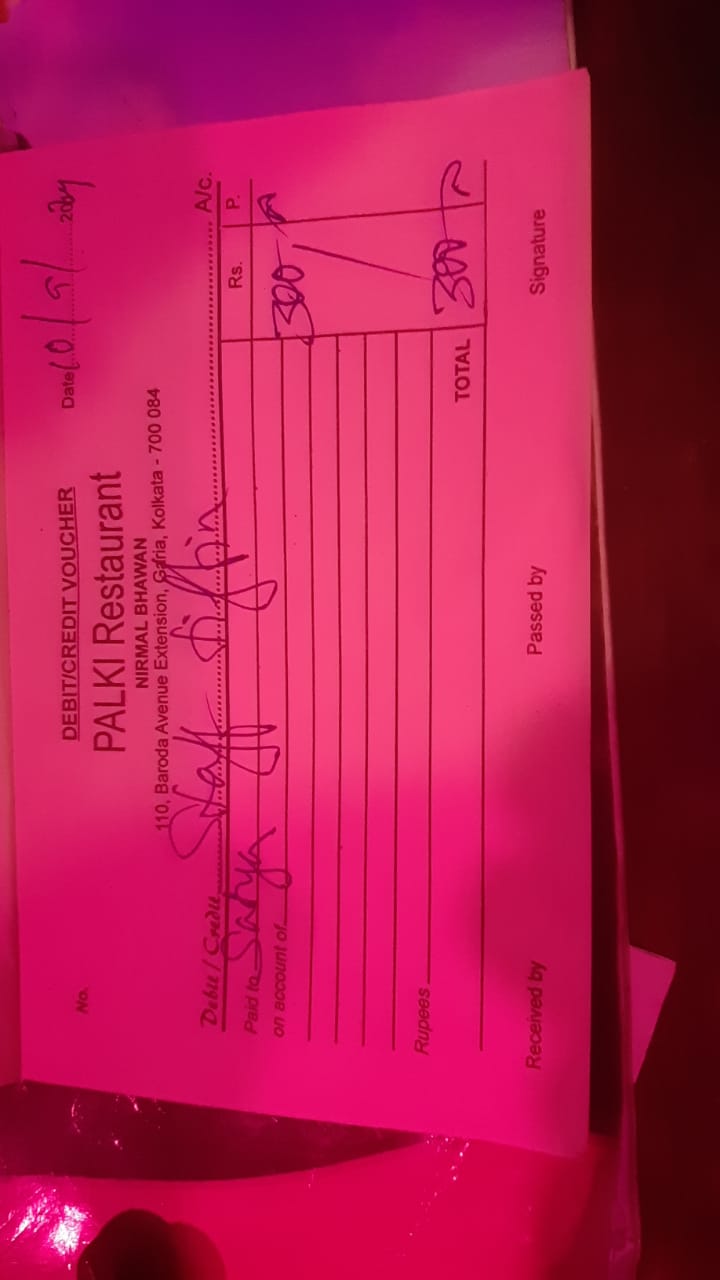 DEBIT/CREDIT VOUCHER
PALKI Restaurant
NIRMAL BHAWAN
110, Baroda Avenue Extension, Garia, Kolkata - 700 084
No. Date 10/9/2024
Debit / Credit Staff Tiffin A/c.
Paid to Satya Rs. P.
on account of 300
Rupees
TOTAL 300
Received by Passed by Signature